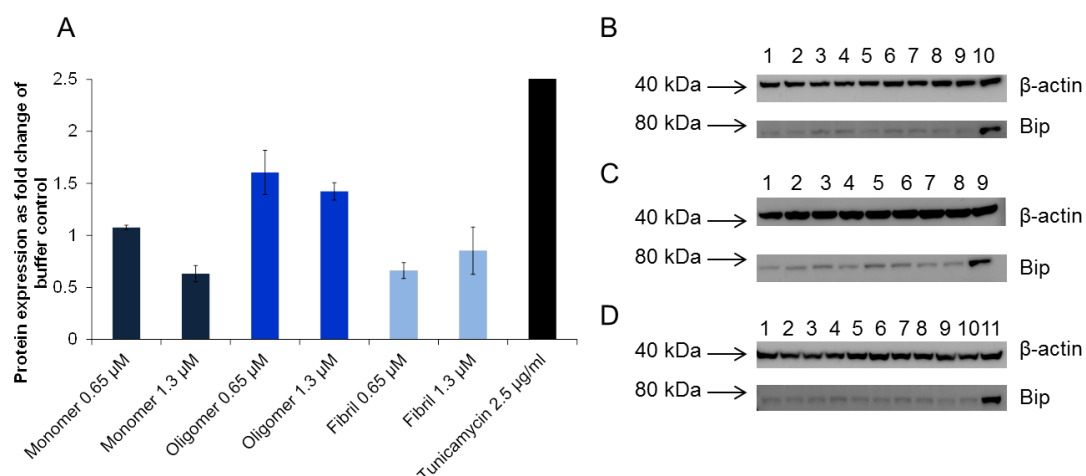 A
Protein expression as fold change of
buffer control
2.5
2
1.5
1
0.5
0
Monomer 0.65 µM
Monomer 1.3 µM
Oligomer 0.65 µM
Oligomer 1.3 µM
Fibril 0.65 µM
Fibril 1.3 µM
Tunicamycin 2.5 µg/ml
B
1 2 3 4 5 6 7 8 9 10
40 kDa β-actin
80 kDa Bip
C
1 2 3 4 5 6 7 8 9
40 kDa β-actin
80 kDa Bip
D
1 2 3 4 5 6 7 8 9 10 11
40 kDa β-actin
80 kDa Bip